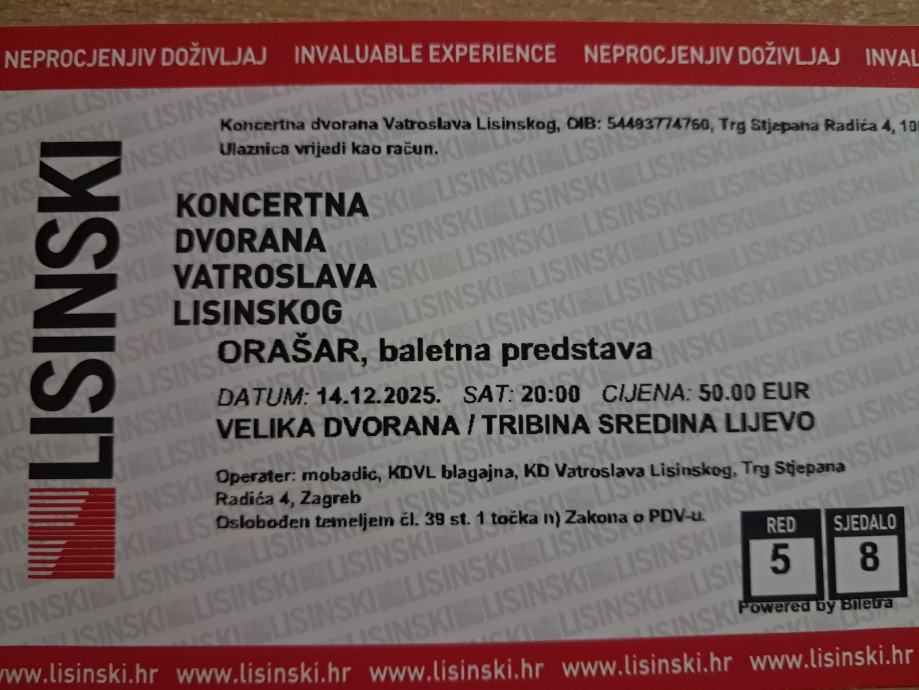 NEPROCJENJIV DOŽIVLJAJ INVALUABLE EXPERIENCE NEPROCJENJIV DOŽIVLJAJ INVAL
Koncertna dvorana Vatroslava Lisinskog, OIB: 54493774760, Trg Stjepana Radića 4, 10
Ulaznica vrijedi kao račun.
LISINSKI
KONCERTNA
DVORANA
VATROSLAVA
LISINSKOG
ORAŠAR, baletna predstava
DATUM: 14.12.2025. SAT: 20:00 CIJENA: 50.00 EUR
VELIKA DVORANA / TRIBINA SREDINA LIJEVO
Operater: mobadic, KDVL blagajna, KD Vatroslava Lisinskog, Trg Stjepana
Radića 4, Zagreb
Oslobođen temeljem čl. 39 st. 1 točka n) Zakona o PDV-u.
RED SJEDALO
5 8
Powered by Biletra
www.lisinski.hr www.lisinski.hr www.lisinski.hr www.lisinski.hr www.lisinski.hr